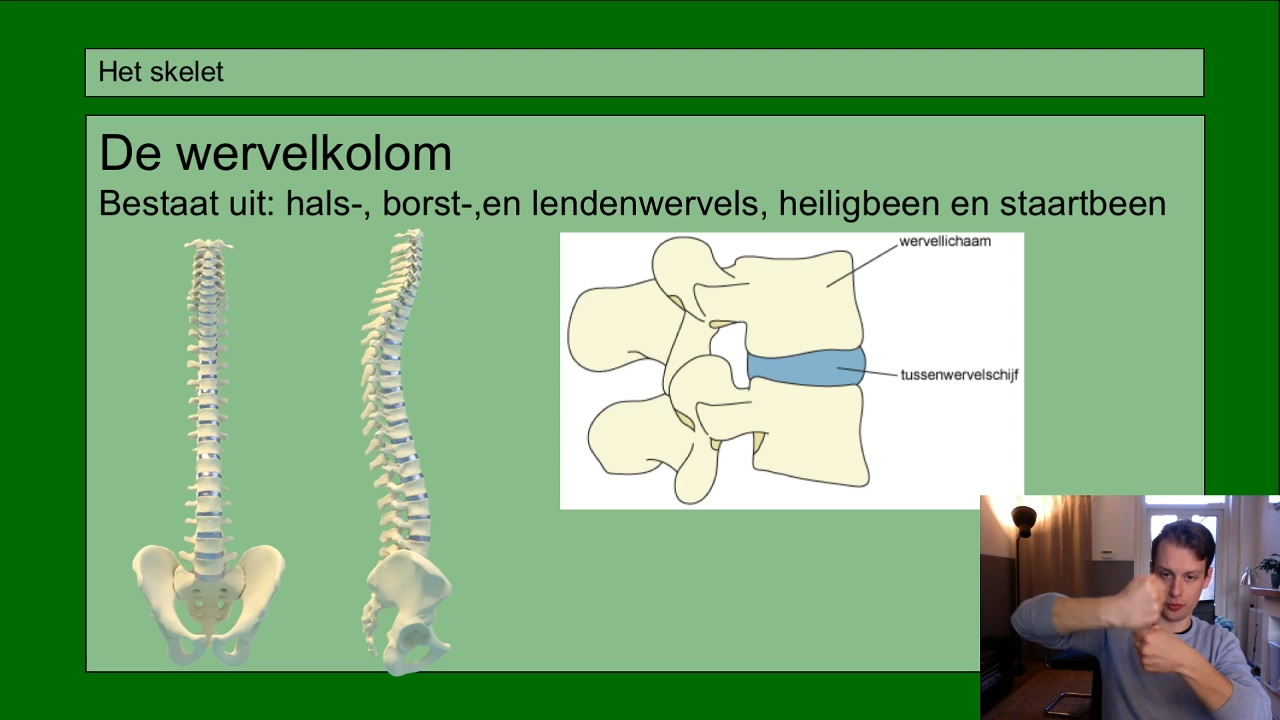 Het skelet
De wervelkolom
Bestaat uit: hals-, borst-,en lendenwervels, heiligbeen en staartbeen
wervellichaam
tussenwervelschijf